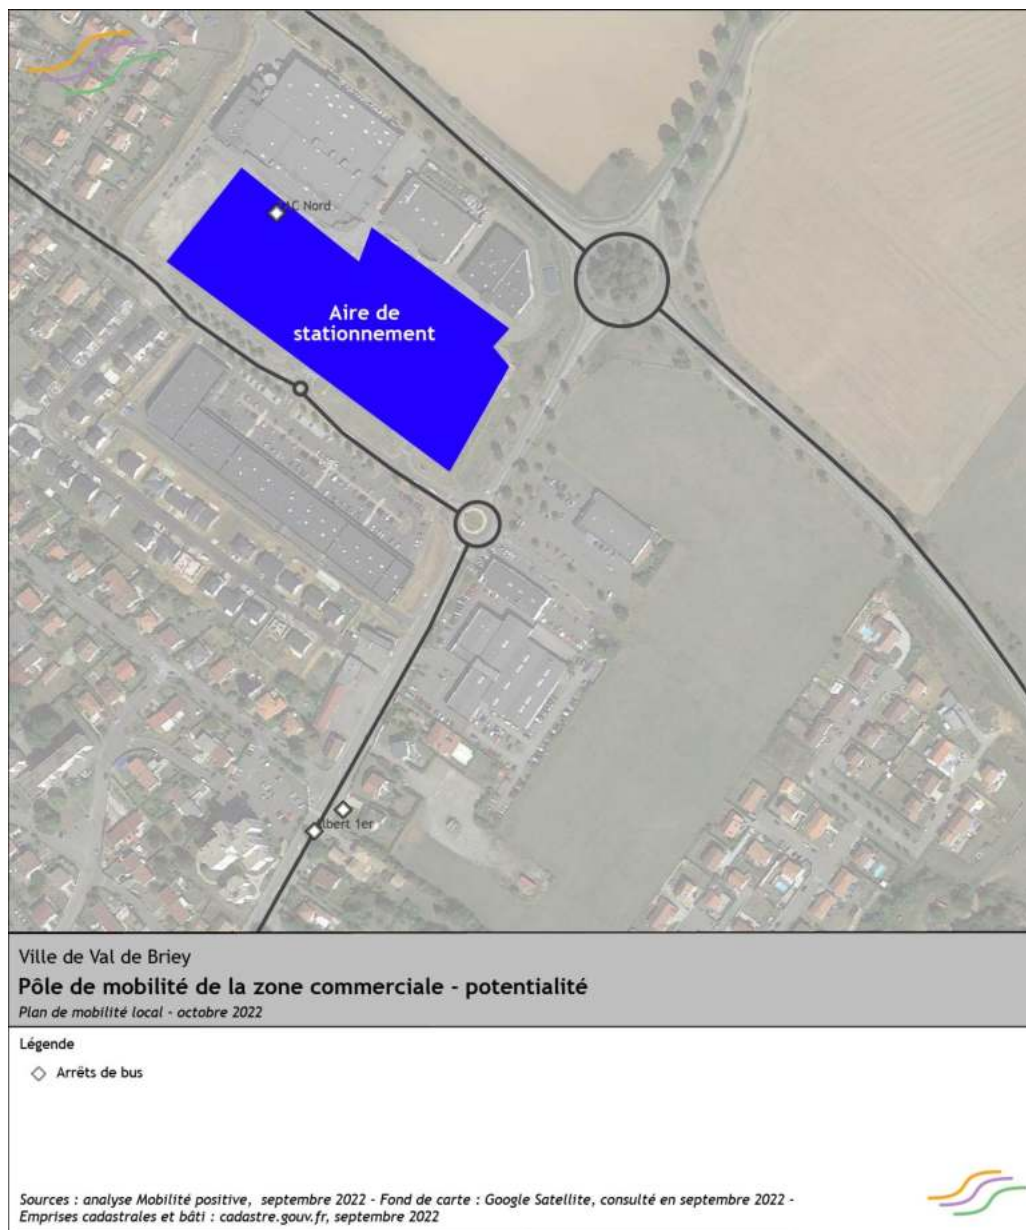 Nord
Aire de
stationnement
lbert 1er
Ville de Val de Briey
Pôle de mobilité de la zone commerciale - potentialité
Plan de mobilité local - octobre 2022
Légende
Arrêts de bus
Sources : analyse Mobilité positive, septembre 2022 - Fond de carte : Google Satellite, consulté en septembre 2022 -
Emprises cadastrales et bâti : cadastre.gouv.fr, septembre 2022